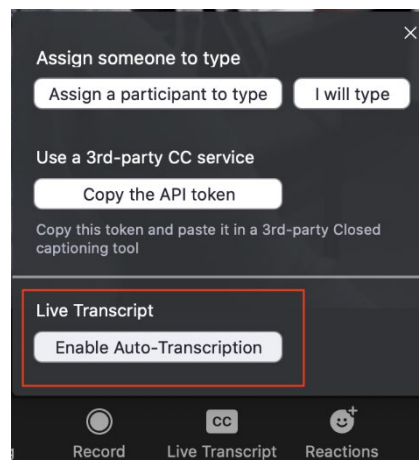 Assign someone to type
Assign a participant to type
I will type
Use a 3rd-party CC service
Copy the API token
Copy this token and paste it in a 3rd-party Closed
captioning tool
Live Transcript
Enable Auto-Transcription
CC
Record
Live Transcript
Reactions